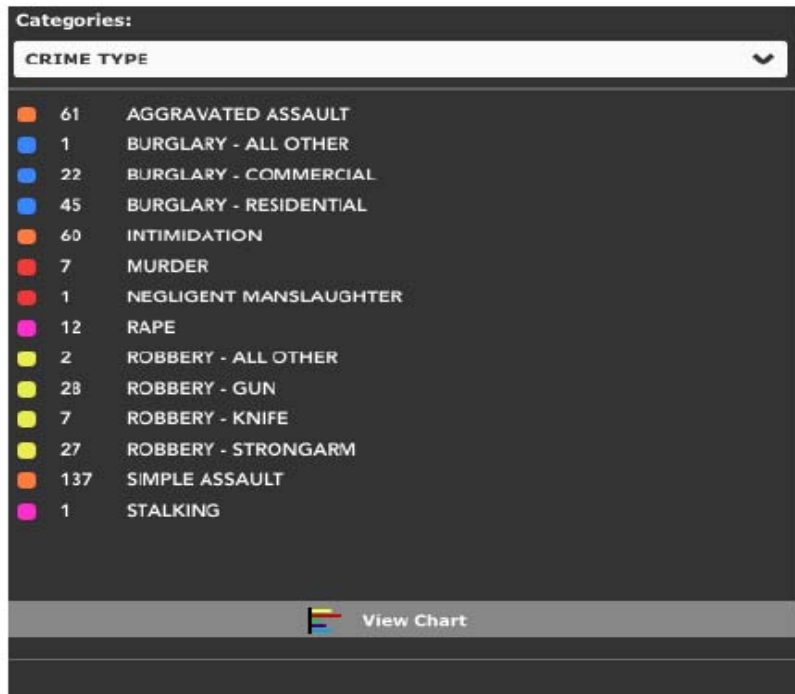 Categories:
CRIME TYPE
61 AGGRAVATED ASSAULT
1 BURGLARY - ALL OTHER
22 BURGLARY - COMMERCIAL
45 BURGLARY - RESIDENTIAL
60 INTIMIDATION
7 MURDER
1 NEGLIGENT MANSLAUGHTER
12 RAPE
2 ROBBERY - ALL OTHER
28 ROBBERY - GUN
7 ROBBERY - KNIFE
27 ROBBERY - STRONGARM
137 SIMPLE ASSAULT
1 STALKING
View Chart